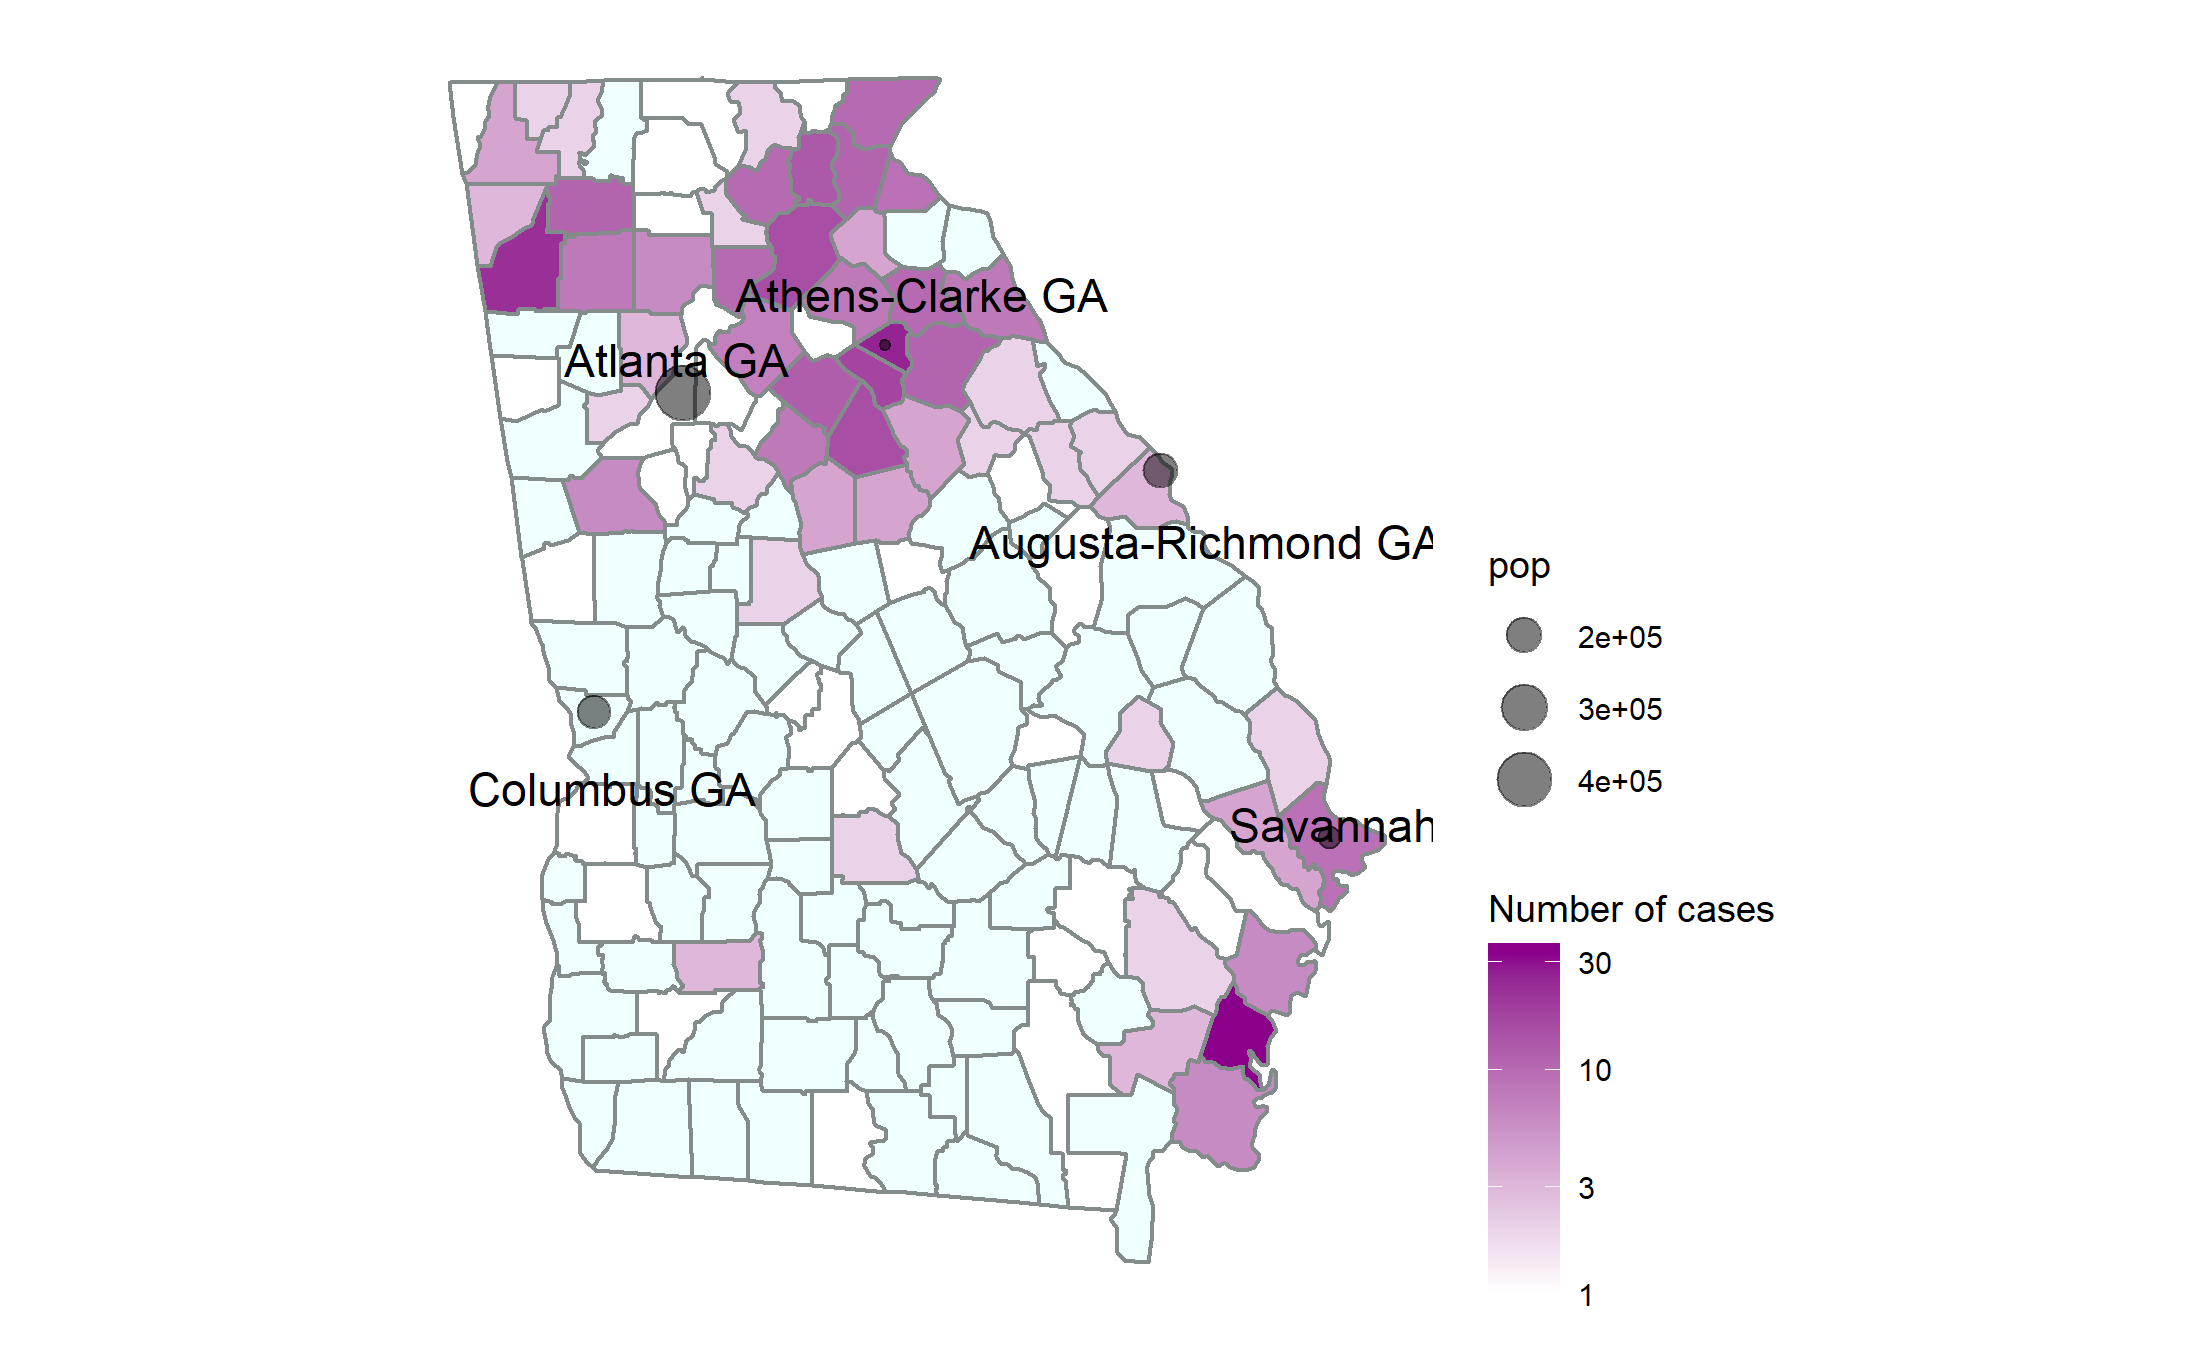 Athens-Clarke GA
Atlanta GA
Augusta-Richmond GA
Columbus GA
Savannah
pop
2e+05
3e+05
4e+05
Number of cases
30
10
3
1